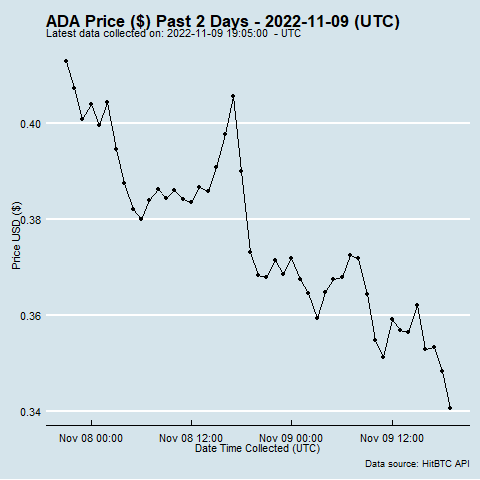 ADA Price ($) Past 2 Days - 2022-11-09 (UTC)
Latest data collected on: 2022-11-09 19:05:00 - UTC
0.40
0.38
0.36
0.34
Price USD ($)
Nov 08 00:00 Nov 08 12:00 Nov 09 00:00 Nov 09 12:00
Date Time Collected (UTC)
Data source: HitBTC API